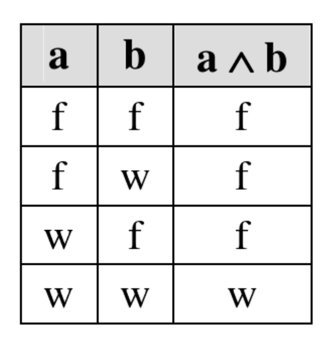 a b a ∧ b
f f f
f w f
w f f
w w w